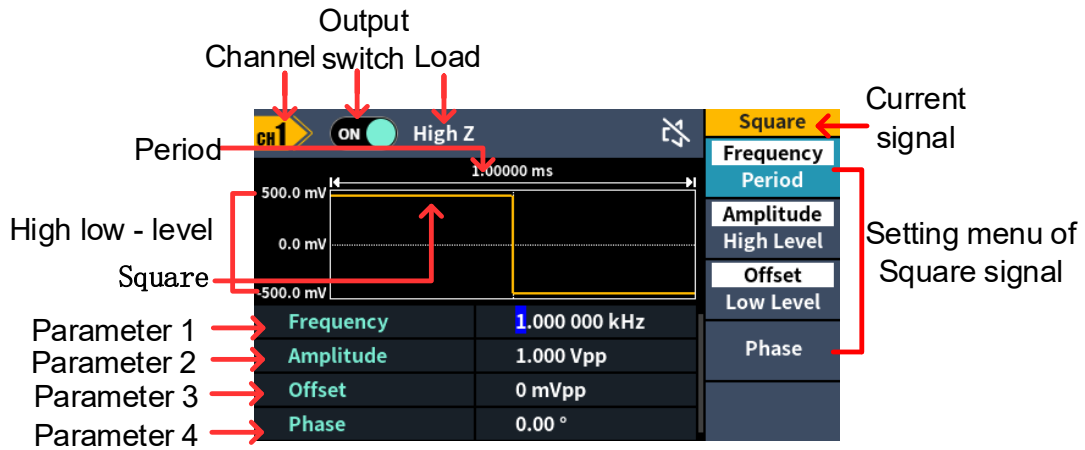 Output
Channel switch Load
Current
signal
CH1 ON High Z
Square
Period
1.00000 ms
Frequency
Period
500.0 mV
Amplitude
High Level
High low - level
0.0 mV
Setting menu of
Square signal
Square
Offset
Low Level
-500.0 mV
Parameter 1
Frequency 1.000 000 kHz
Phase
Parameter 2
Amplitude 1.000 Vpp
Parameter 3
Offset 0 mVpp
Parameter 4
Phase 0.00 °